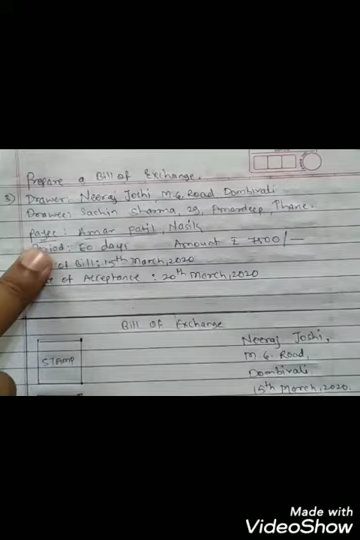 Prepare a Bill of Exchange.
3) Drawer: Neeraj Joshi, M.G. Road Dombivali
Drawee: Sachin Sharma, 29, Amardeep, Thane.
Payee: Amar Patil, Nasik
Period: 60 days Amount ₹ 7500/-
of Bill: 15th March, 2020
of Acceptance: 20th March, 2020
Bill of Exchange
STAMP
Neeraj Joshi,
M G. Road,
Dombivali
15th March, 2020.
Made with
VideoShow